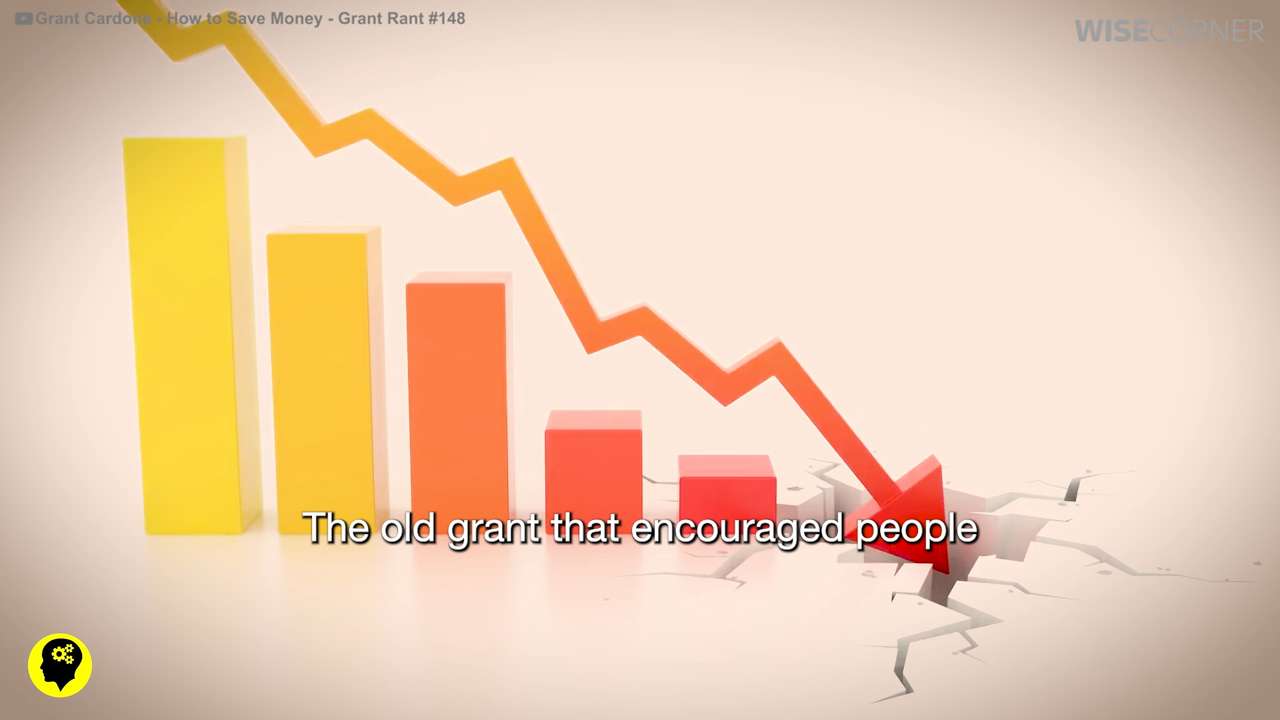 Grant Cardone - How to Save Money - Grant Rant #148
WISECORNER
The old grant that encouraged people